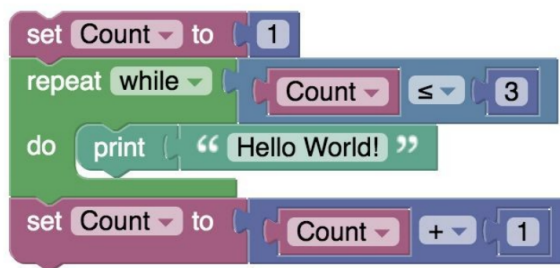 set Count to 1
repeat while Count ≤ 3
do print “ Hello World! ”
set Count to Count + 1